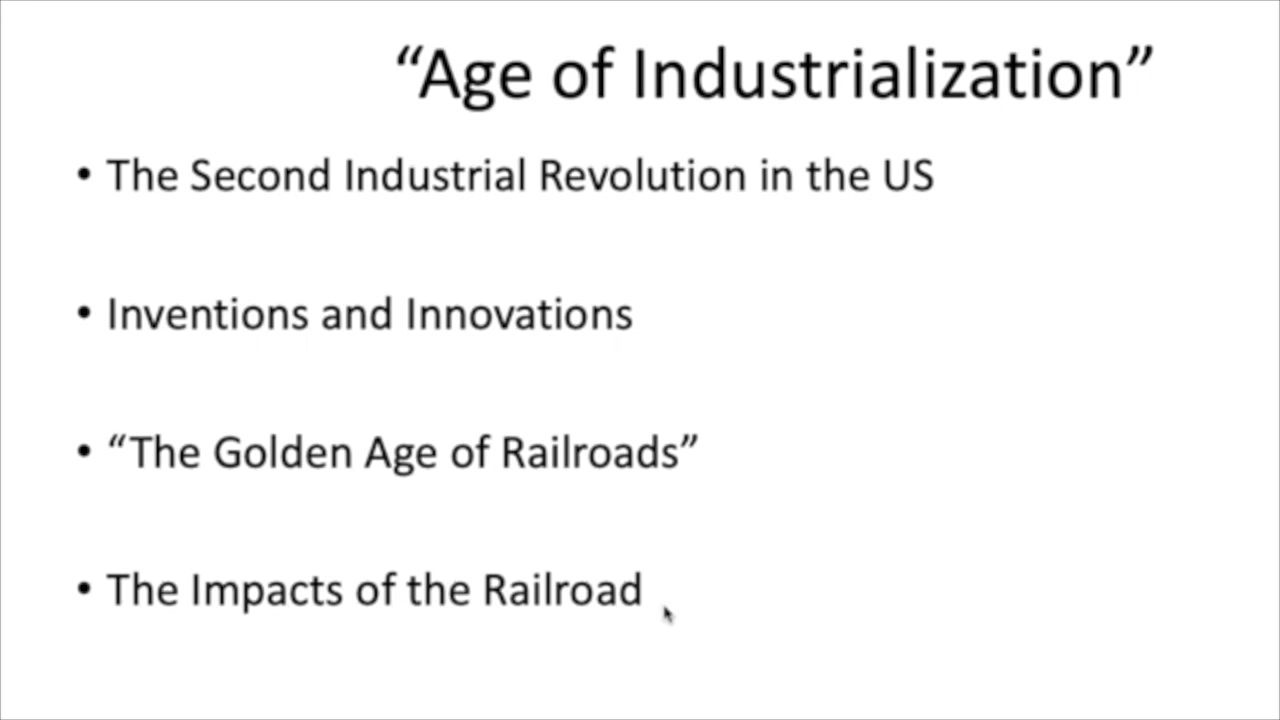 “Age of Industrialization”
• The Second Industrial Revolution in the US
• Inventions and Innovations
• “The Golden Age of Railroads”
• The Impacts of the Railroad